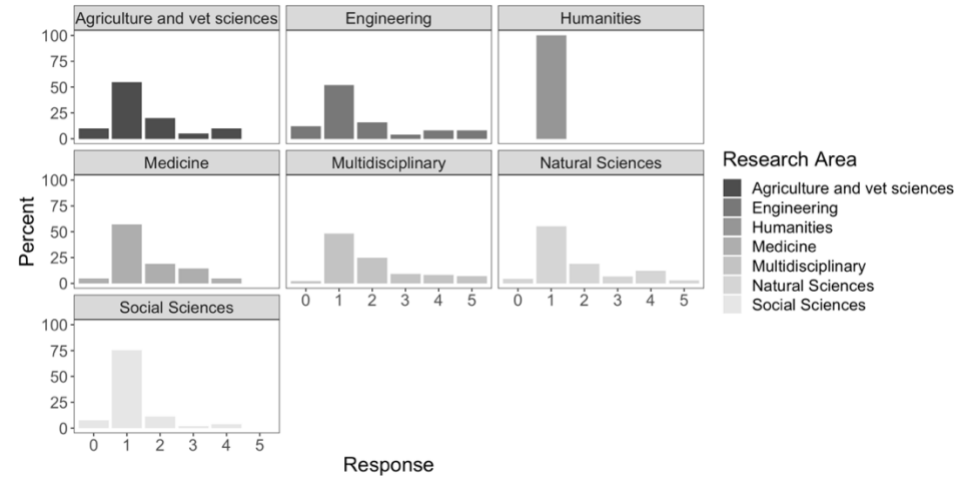 Agriculture and vet sciences
Engineering
Humanities
100
75
50
25
0
Medicine
Multidisciplinary
Natural Sciences
100
75
50
25
0
0 1 2 3 4 5
0 1 2 3 4 5
Social Sciences
100
75
50
25
0
0 1 2 3 4 5
Percent
Response
Research Area
Agriculture and vet sciences
Engineering
Humanities
Medicine
Multidisciplinary
Natural Sciences
Social Sciences